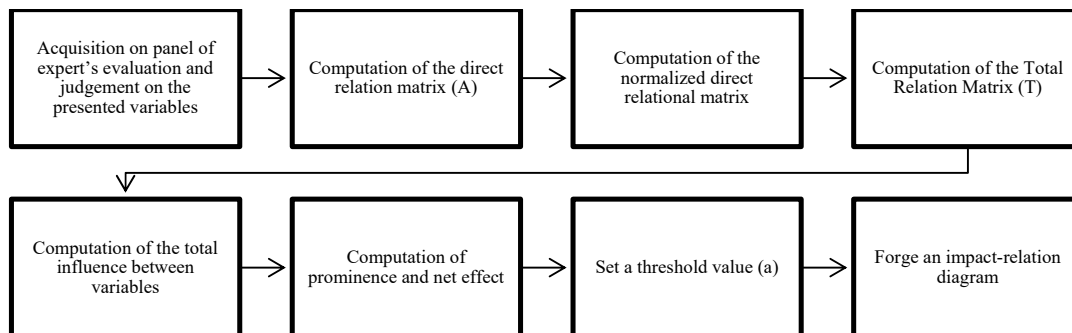 Acquisition on panel of
expert’s evaluation and
judgement on the
presented variables
Computation of the direct
relation matrix (A)
Computation of the
normalized direct
relational matrix
Computation of the Total
Relation Matrix (T)
Computation of the total
influence between
variables
Computation of
prominence and net effect
Set a threshold value (a)
Forge an impact-relation
diagram